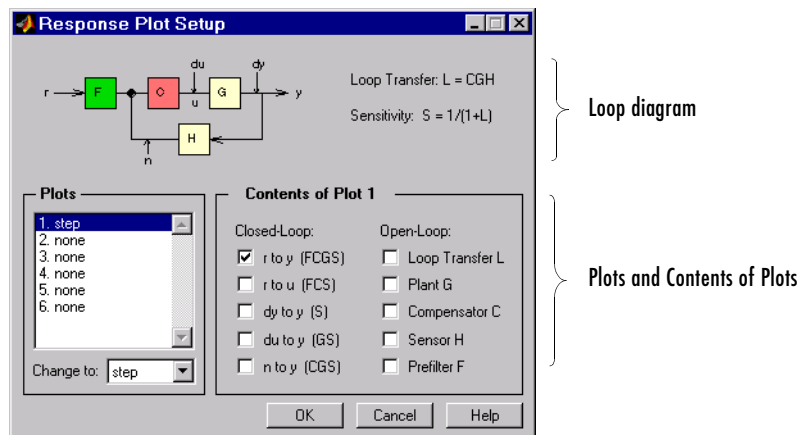 Response Plot Setup
du
dy
r
F
C
G
y
u
H
n
Loop Transfer: L = CGH
Sensitivity: S = 1/(1+L)
Loop diagram
Plots
1. step
2. none
3. none
4. none
5. none
6. none
Change to: step
Contents of Plot 1
Closed-Loop:
r to y (FCGS)
r to u (FCS)
dy to y (S)
du to y (GS)
n to y (CGS)
Open-Loop:
Loop Transfer L
Plant G
Compensator C
Sensor H
Prefilter F
Plots and Contents of Plots
OK
Cancel
Help